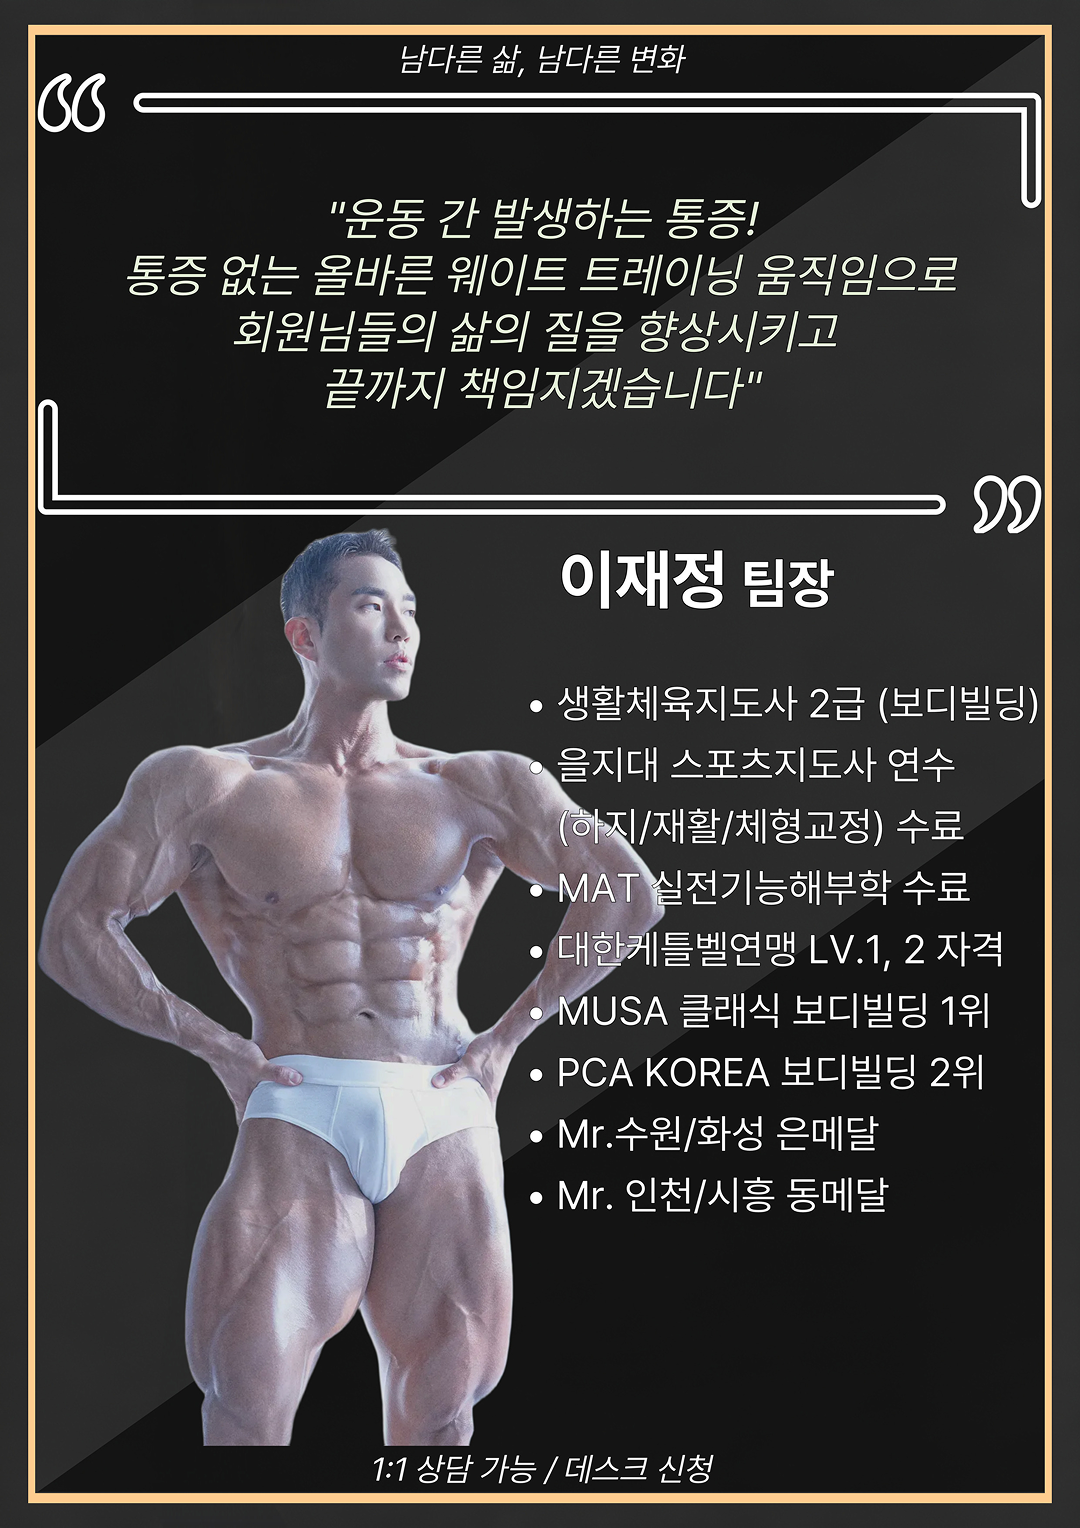 남다른 삶, 남다른 변화
"운동 간 발생하는 통증!
통증 없는 올바른 웨이트 트레이닝 움직임으로
회원님들의 삶의 질을 향상시키고
끝까지 책임지겠습니다"
이재정 팀장
• 생활체육지도사 2급 (보디빌딩)
• 을지대 스포츠지도사 연수
(하지/재활/체형교정) 수료
• MAT 실전기능해부학 수료
• 대한케틀벨연맹 LV.1, 2 자격
• MUSA 클래식 보디빌딩 1위
• PCA KOREA 보디빌딩 2위
• Mr.수원/화성 은메달
• Mr. 인천/시흥 동메달
1:1 상담 가능 / 데스크 신청